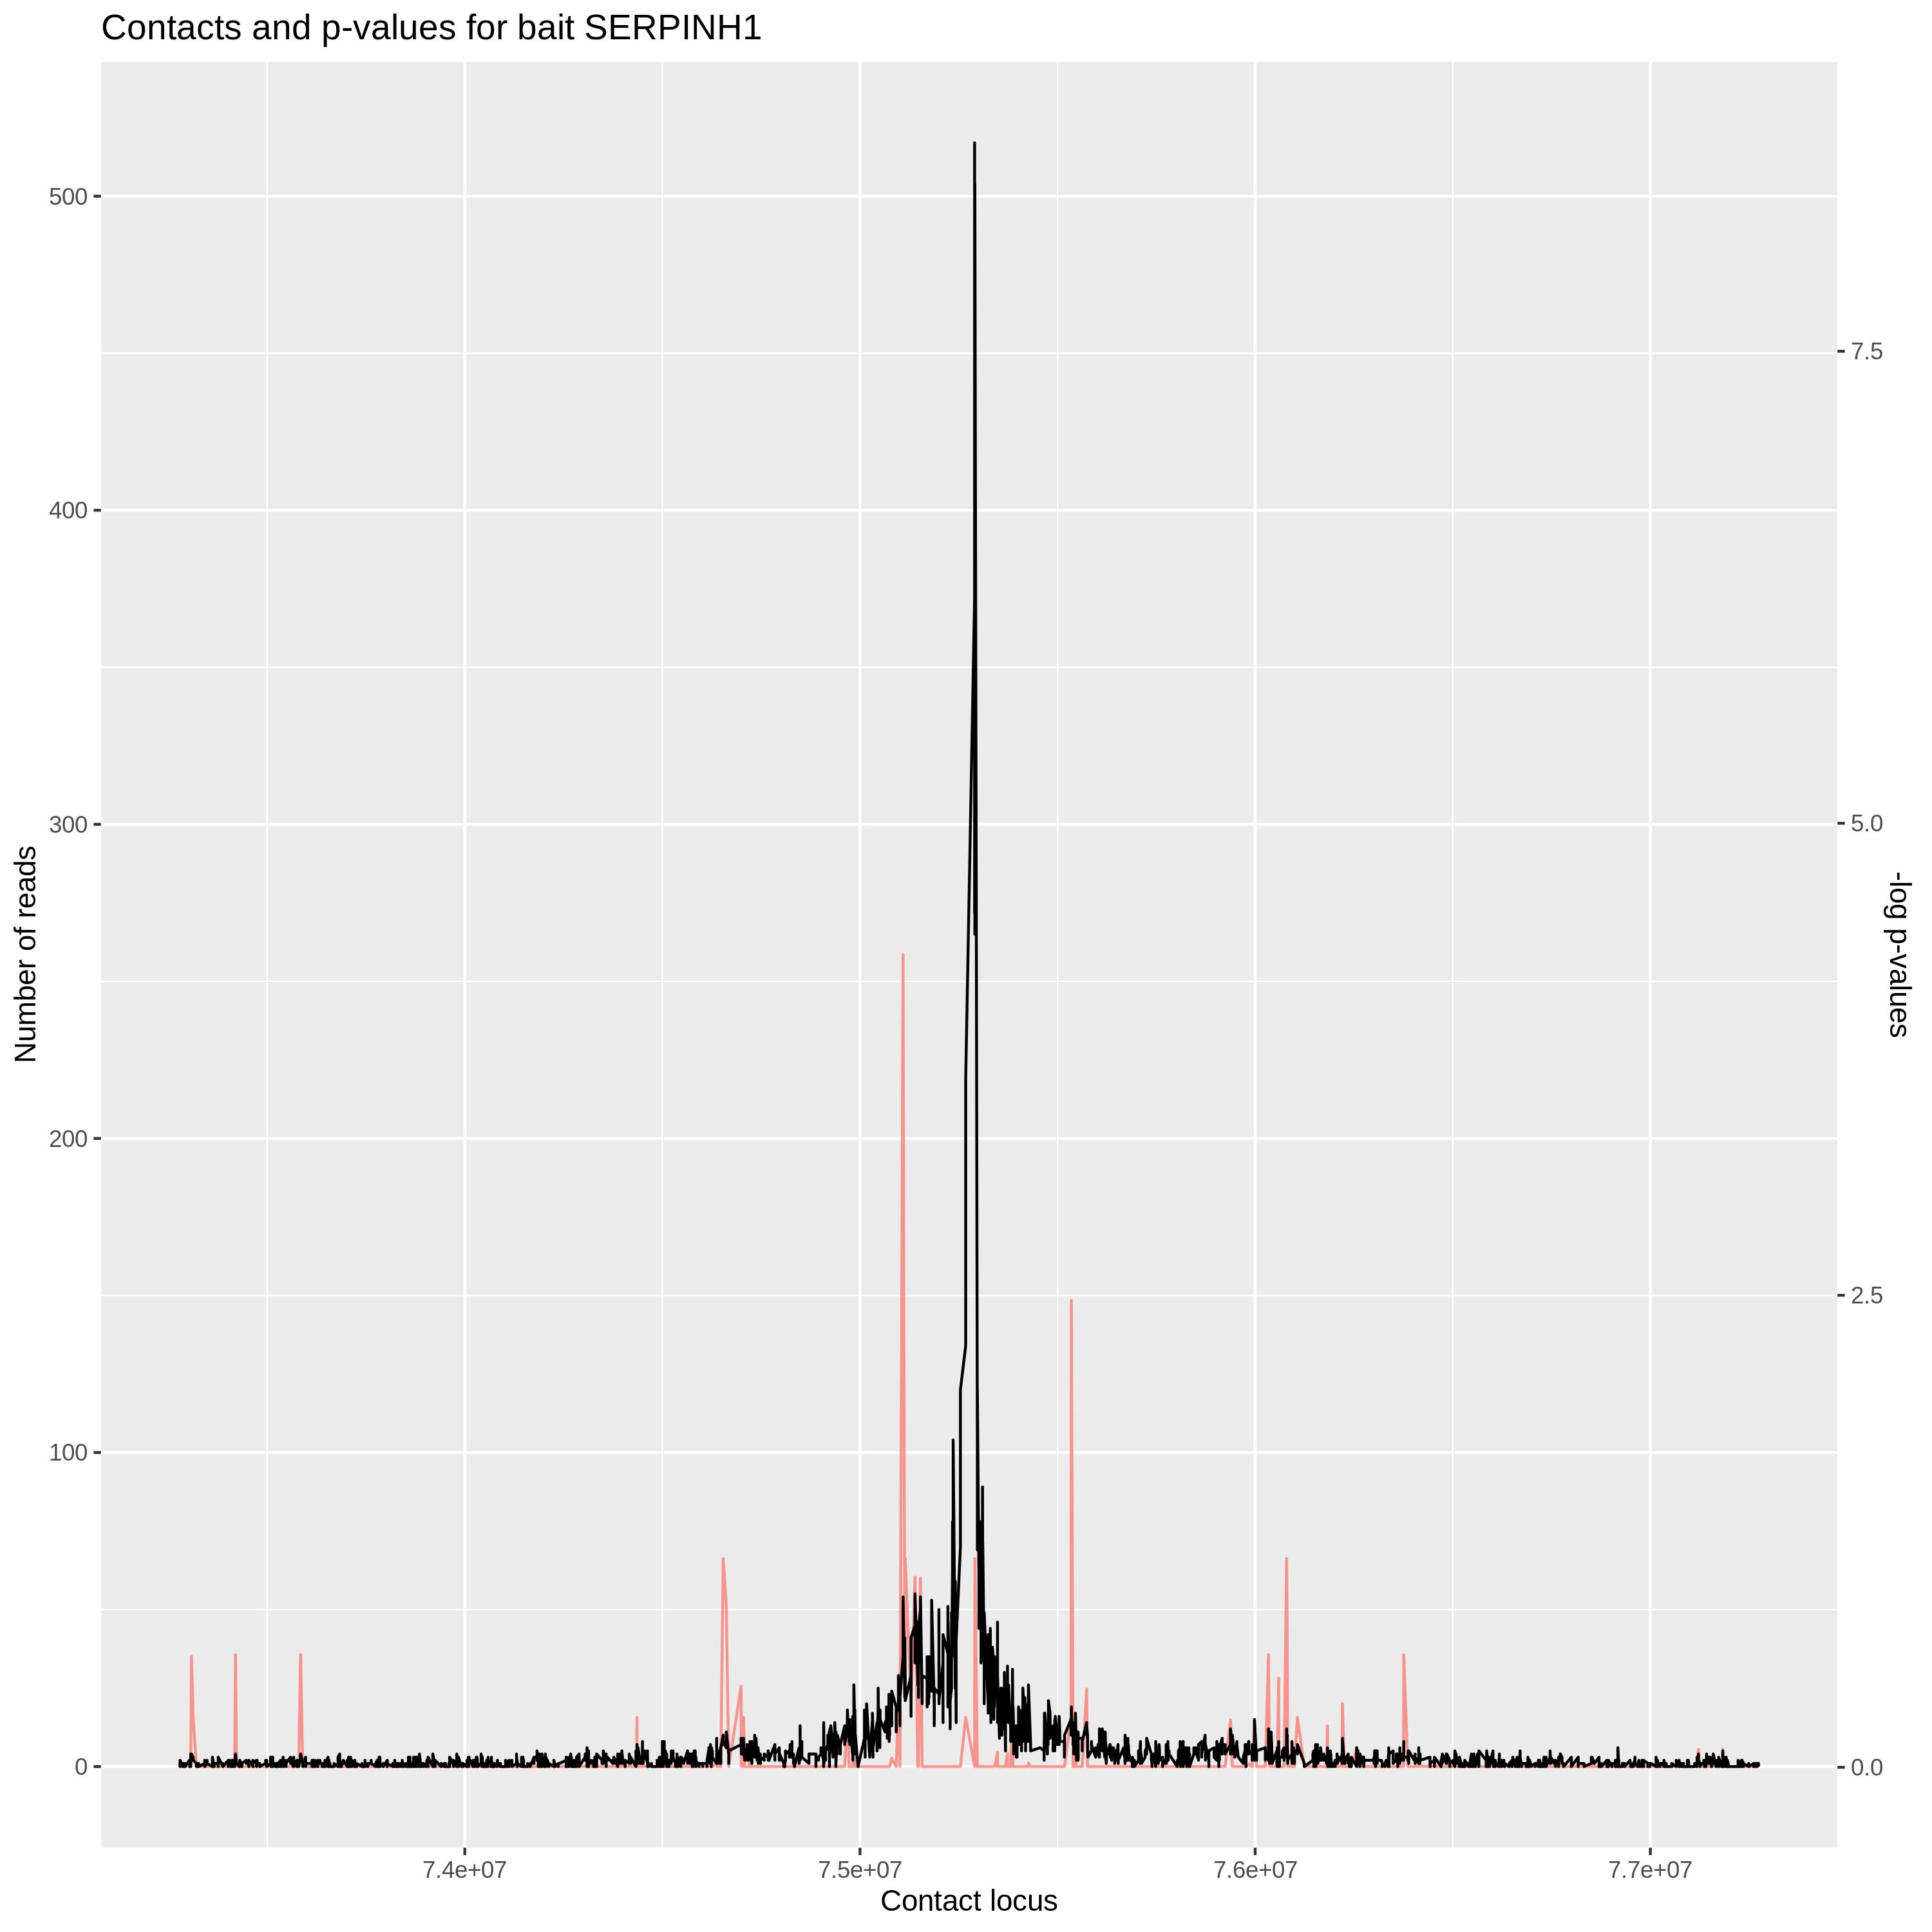 Contacts and p-values for bait SERPINH1
500
400
300
200
100
0
Number of reads
7.5
5.0
2.5
0.0
-log p-values
7.4e+07
7.5e+07
7.6e+07
7.7e+07
Contact locus